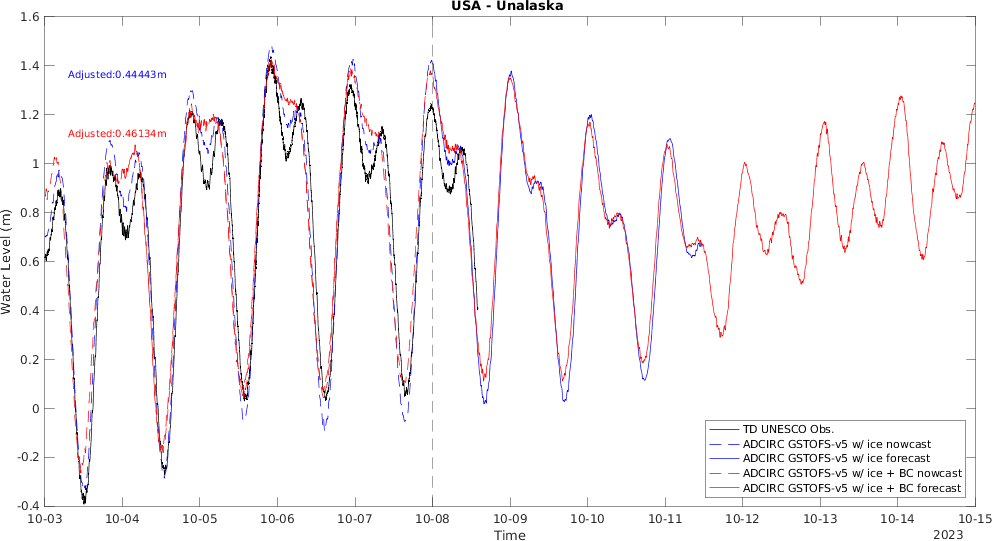 USA - Unalaska
1.6
1.4
1.2
1
0.8
0.6
0.4
0.2
0
-0.2
-0.4
Water Level (m)
Adjusted:0.44443m
Adjusted:0.46134m
TD UNESCO Obs.
ADCIRC GSTOFS-v5 w/ ice nowcast
ADCIRC GSTOFS-v5 w/ ice forecast
ADCIRC GSTOFS-v5 w/ ice + BC nowcast
ADCIRC GSTOFS-v5 w/ ice + BC forecast
10-03 10-04 10-05 10-06 10-07 10-08 10-09 10-10 10-11 10-12 10-13 10-14 10-15
Time
2023